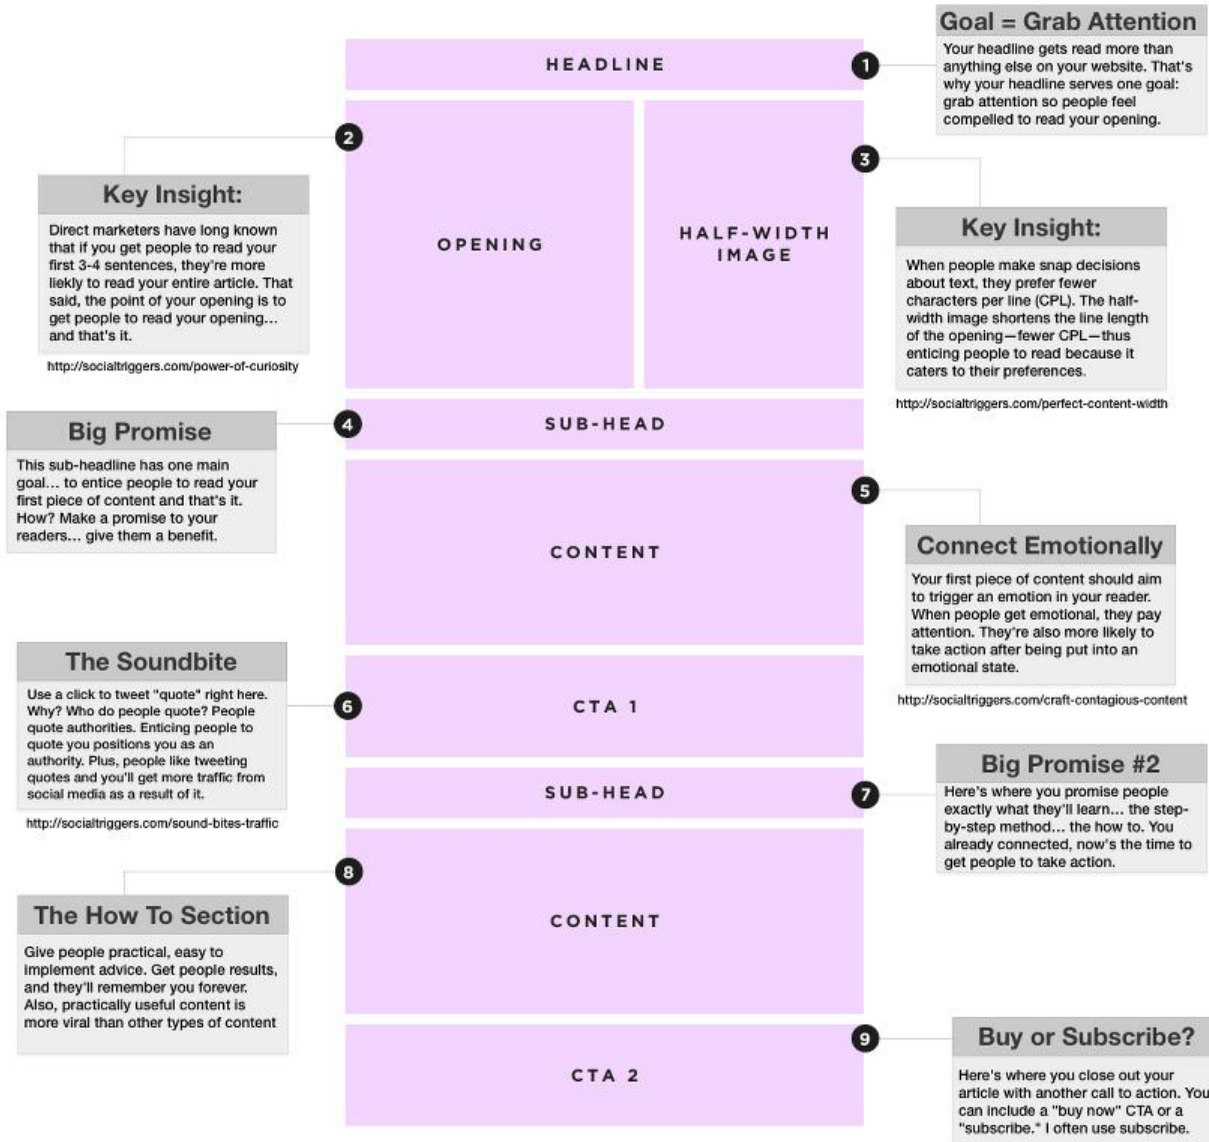 Goal = Grab Attention
Your headline gets read more than
anything else on your website. That's
why your headline serves one goal:
grab attention so people feel
compelled to read your opening.
HEADLINE
1
2
3
Key Insight:
Direct marketers have long known
that if you get people to read your
first 3-4 sentences, they're more
liekly to read your entire article. That
said, the point of your opening is to
get people to read your opening...
and that's it.
http://socialtriggers.com/power-of-curiosity
OPENING
HALF-WIDTH
IMAGE
Key Insight:
When people make snap decisions
about text, they prefer fewer
characters per line (CPL). The half-
width image shortens the line length
of the opening—fewer CPL—thus
enticing people to read because it
caters to their preferences.
http://socialtriggers.com/perfect-content-width
Big Promise
This sub-headline has one main
goal... to entice people to read your
first piece of content and that's it.
How? Make a promise to your
readers... give them a benefit.
4
SUB-HEAD
5
CONTENT
Connect Emotionally
Your first piece of content should aim
to trigger an emotion in your reader.
When people get emotional, they pay
attention. They're also more likely to
take action after being put into an
emotional state.
http://socialtriggers.com/craft-contagious-content
The Soundbite
Use a click to tweet "quote" right here.
Why? Who do people quote? People
quote authorities. Enticing people to
quote you positions you as an
authority. Plus, people like tweeting
quotes and you'll get more traffic from
social media as a result of it.
http://socialtriggers.com/sound-bites-traffic
6
CTA 1
SUB-HEAD
7
Big Promise #2
Here's where you promise people
exactly what they'll learn... the step-
by-step method... the how to. You
already connected, now's the time to
get people to take action.
8
The How To Section
Give people practical, easy to
implement advice. Get people results,
and they'll remember you forever.
Also, practically useful content is
more viral than other types of content
CONTENT
9
CTA 2
Buy or Subscribe?
Here's where you close out your
article with another call to action. You
can include a "buy now" CTA or a
"subscribe." I often use subscribe.